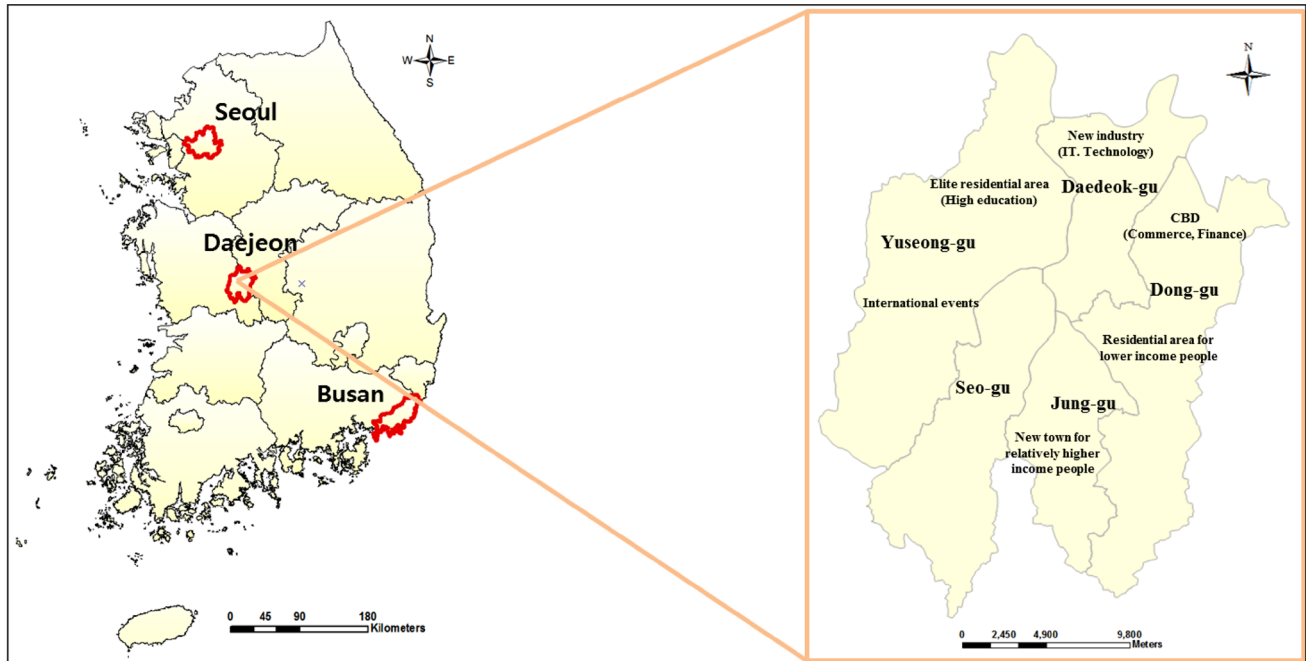 N
W E
S
Seoul
Daejeon
Busan
0 45 90 180
Kilometers
N
New industry
(IT. Technology)
Daedeok-gu
Elite residential area
(High education)
CBD
(Commerce, Finance)
Yuseong-gu
Dong-gu
International events
Residential area for
lower income people
Seo-gu
Jung-gu
New town for
relatively higher
income people
0 2,450 4,900 9,800
Meters